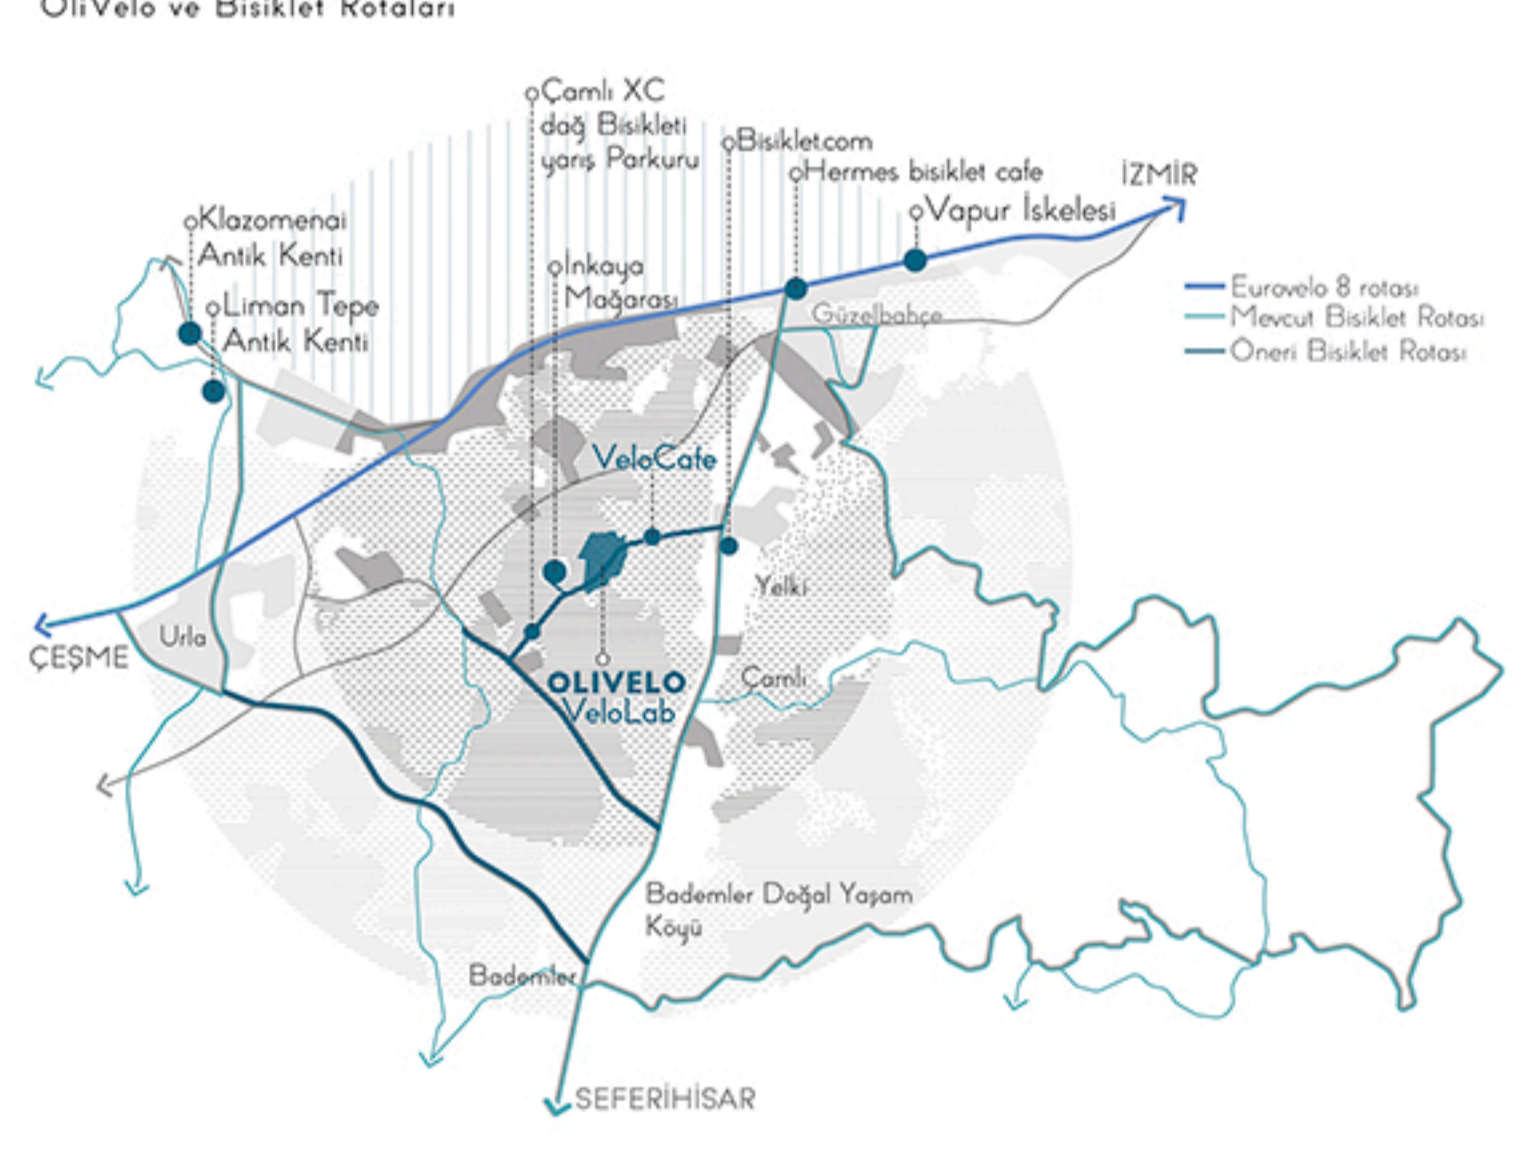 OliVelo ve Bisiklet Rotaları
Çamlı XC
dağ Bisikleti
yarış Parkuru
Bisiklet.com
Hermes bisiklet cafe
İZMİR
Vapur İskelesi
Klazomenai
Antik Kenti
İnkaya
Mağarası
Liman Tepe
Antik Kenti
Güzelbahçe
Eurovelo 8 rotası
Mevcut Bisiklet Rotası
Öneri Bisiklet Rotası
VeloCafe
Yelki
Urla
ÇEŞME
OLIVELO
VeloLab
Çamlı
Bademler Doğal Yaşam
Köyü
Bademler
SEFERİHİSAR